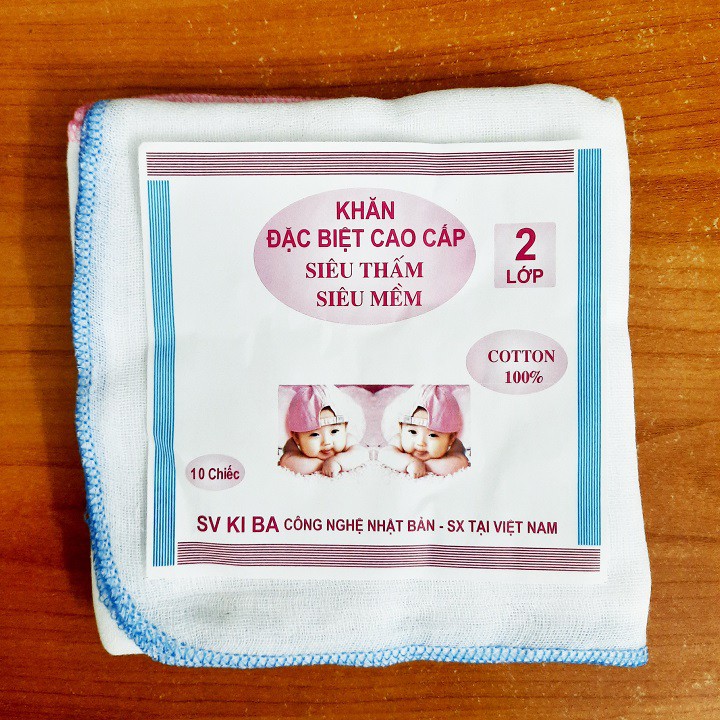 KHĂN
ĐẶC BIỆT CAO CẤP
SIÊU THẤM
SIÊU MỀM
2
LỚP
COTTON
100%
10 Chiếc
SV KI BA CÔNG NGHỆ NHẬT BẢN - SX TẠI VIỆT NAM